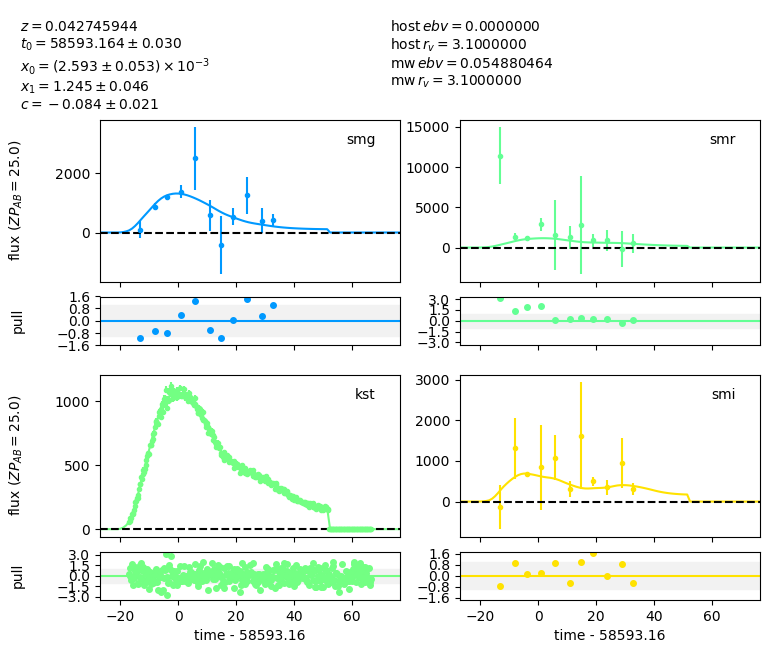 z = 0.042745944
t₀ = 58593.164 ± 0.030
x₀ = (2.593 ± 0.053) × 10⁻³
x₁ = 1.245 ± 0.046
c = −0.084 ± 0.021
host ebv = 0.0000000
host r_v = 3.1000000
mw ebv = 0.054880464
mw r_v = 3.1000000
flux (ZP_AB = 25.0)
smg
2000
0
smr
15000
10000
5000
0
pull
1.6
0.8
0.0
−0.8
−1.6
3.0
1.5
0.0
−1.5
−3.0
flux (ZP_AB = 25.0)
kst
1000
500
0
smi
3000
2000
1000
0
pull
3.0
1.5
0.0
−1.5
−3.0
1.6
0.8
0.0
−0.8
−1.6
−20 0 20 40 60
−20 0 20 40 60
time - 58593.16
time - 58593.16